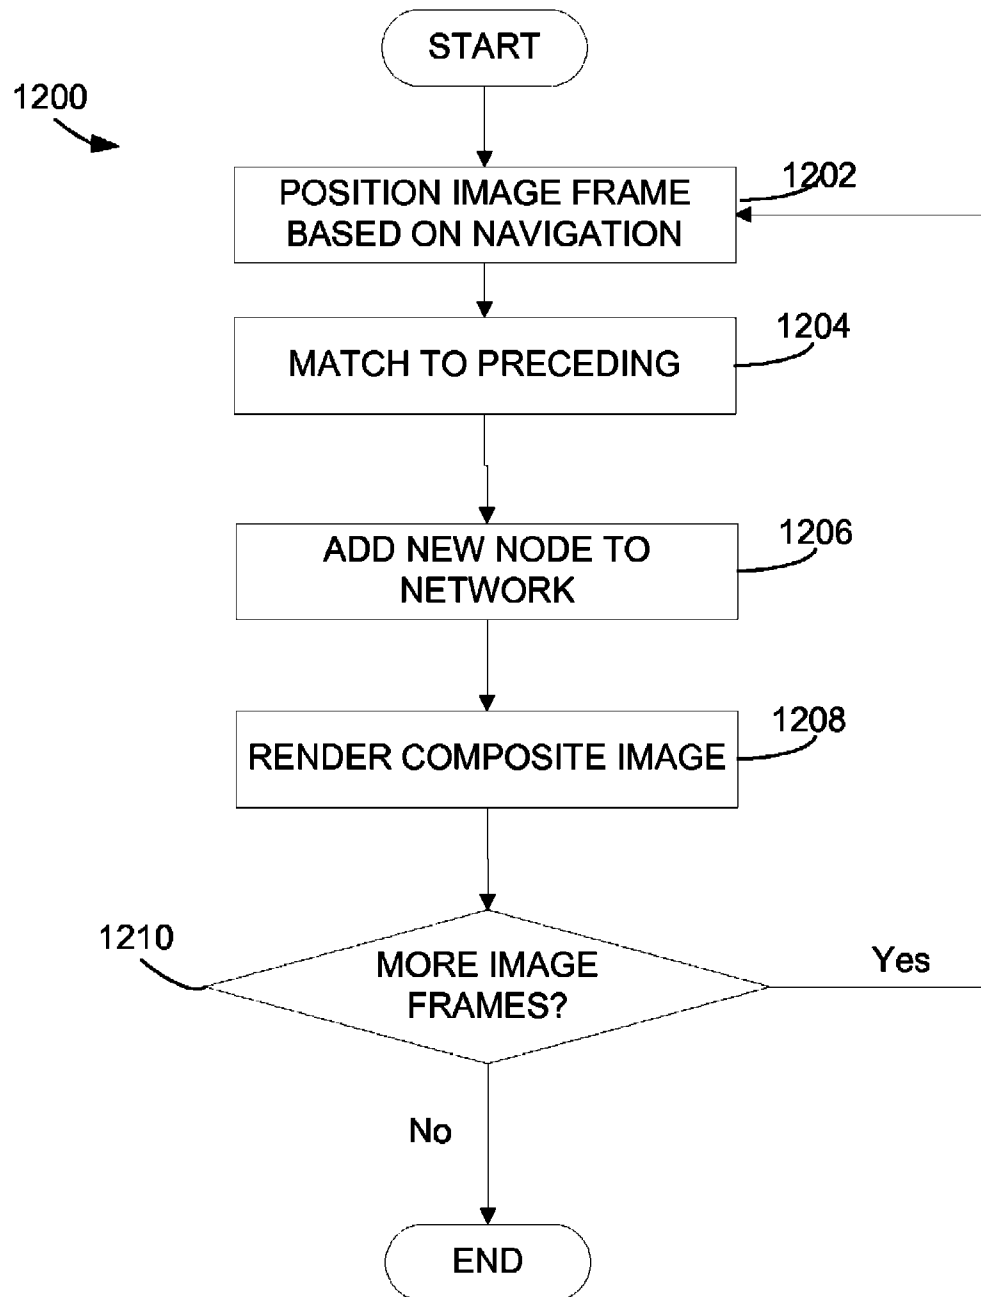 START
1200
1202
POSITION IMAGE FRAME
BASED ON NAVIGATION
1204
MATCH TO PRECEDING
1206
ADD NEW NODE TO
NETWORK
1208
RENDER COMPOSITE IMAGE
1210
MORE IMAGE
FRAMES?
Yes
No
END